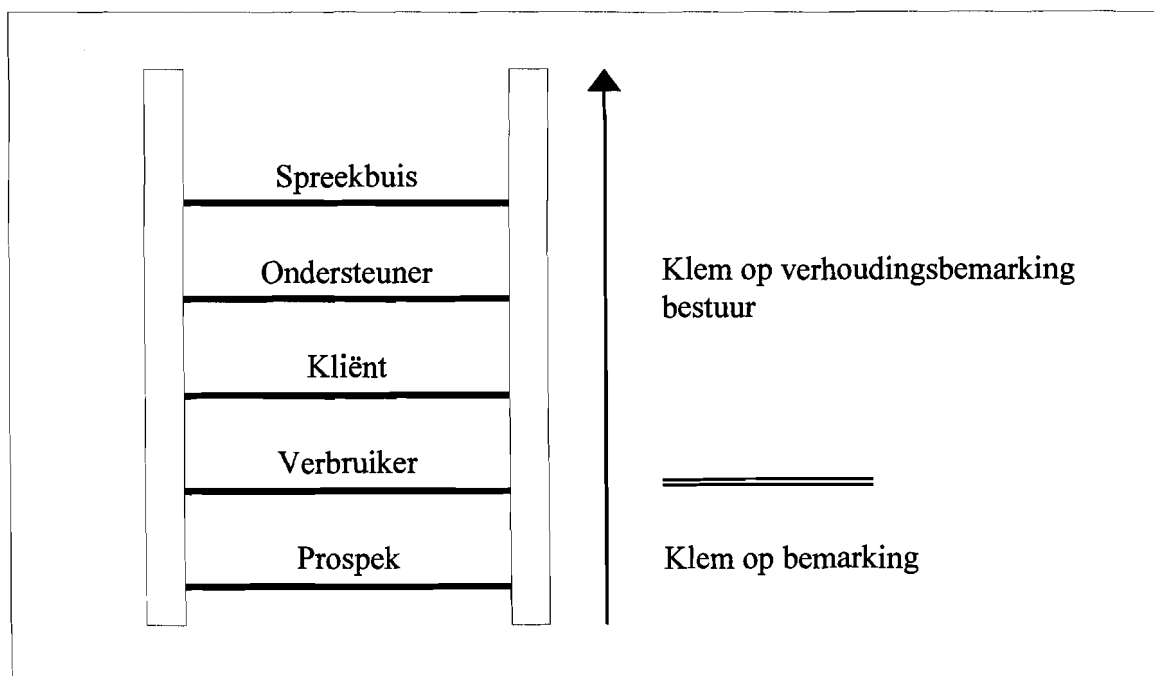 Spreekbuis
Ondersteuner
Kliënt
Verbruiker
Prospek
Klem op verhoudingsbemarking
bestuur
Klem op bemarking